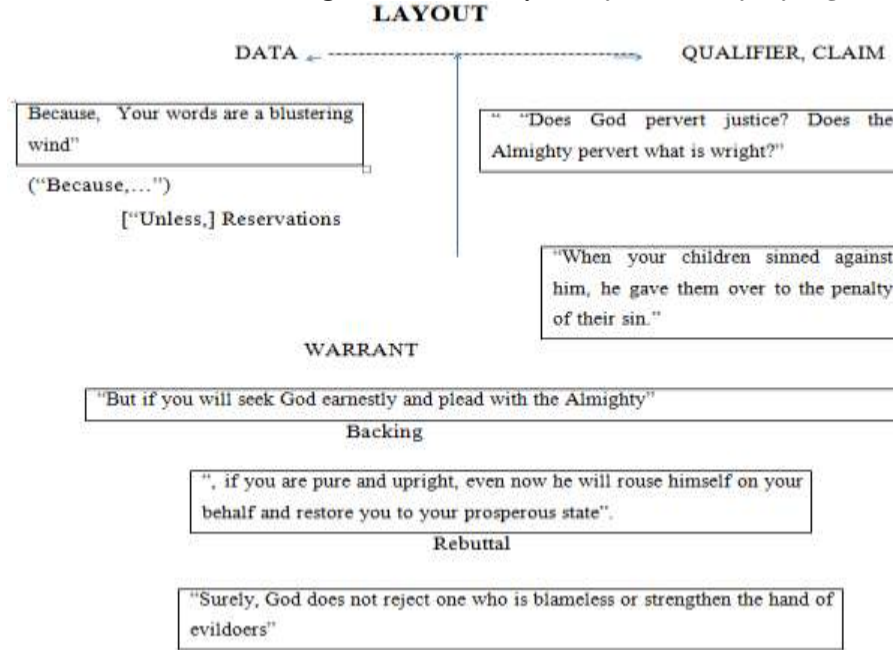 LAYOUT
DATA QUALIFIER, CLAIM
Because, Your words are a blustering
wind”
“ “Does God pervert justice? Does the
Almighty pervert what is wright?”
(“Because,…”)
[“Unless,] Reservations
“When your children sinned against
him, he gave them over to the penalty
of their sin.”
WARRANT
“But if you will seek God earnestly and plead with the Almighty”
Backing
“, if you are pure and upright, even now he will rouse himself on your
behalf and restore you to your prosperous state”.
Rebuttal
“Surely, God does not reject one who is blameless or strengthen the hand of
evildoers”